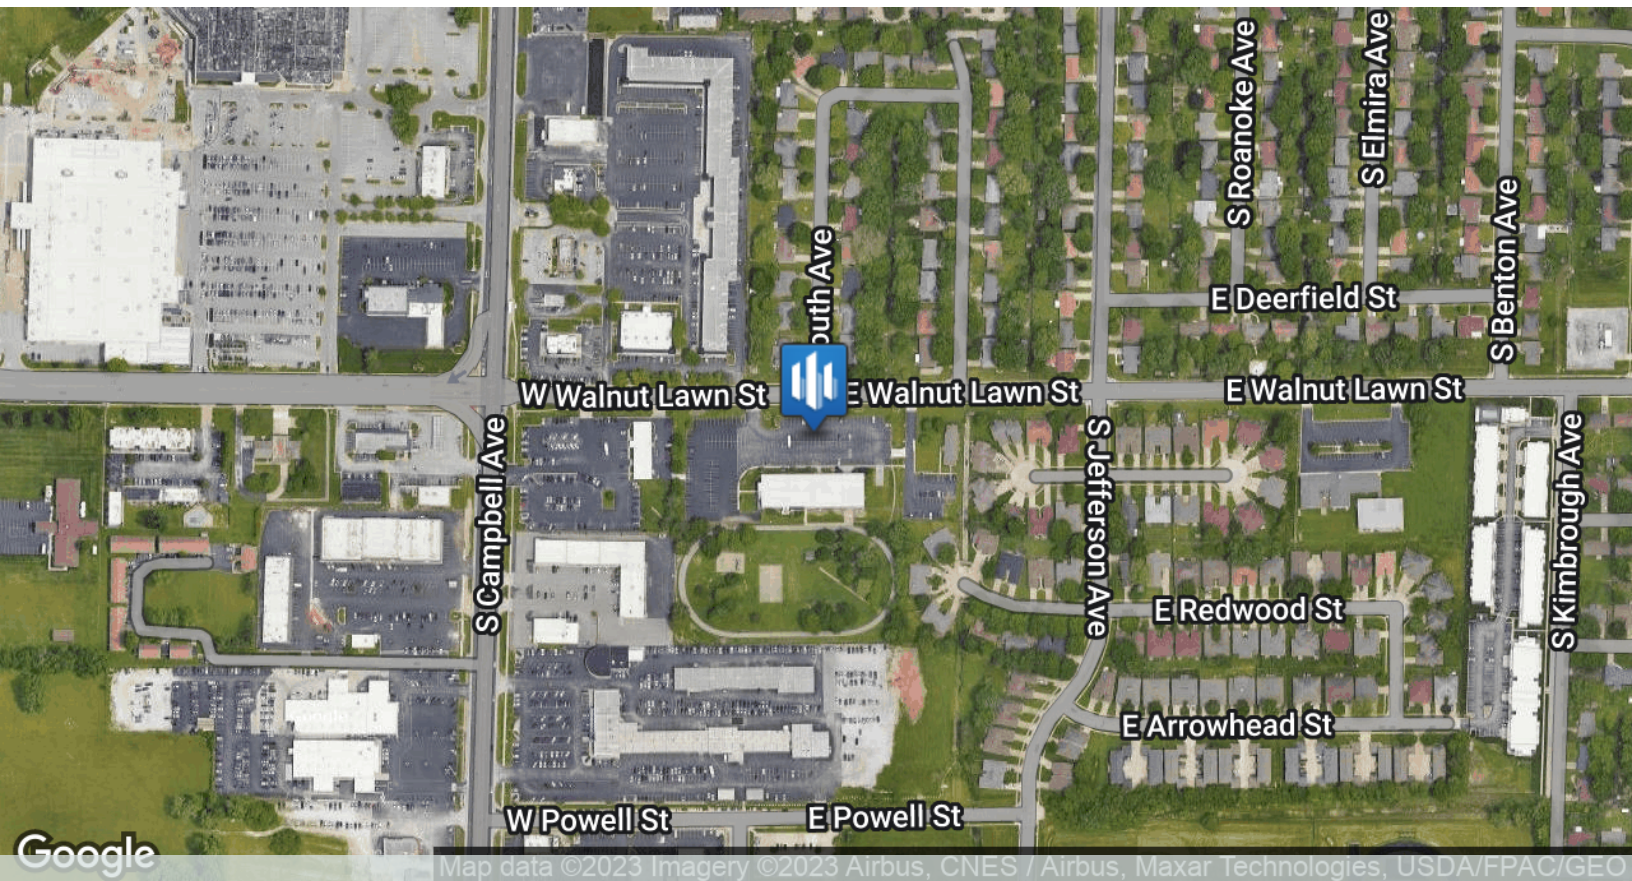 S Roanoke Ave
S Elmira Ave
S Benton Ave
outh Ave
E Deerfield St
W Walnut Lawn St
E Walnut Lawn St
E Walnut Lawn St
S Campbell Ave
S Jefferson Ave
S Kimbrough Ave
E Redwood St
E Arrowhead St
W Powell St
E Powell St
Google
Map data ©2023 Imagery ©2023 Airbus, CNES / Airbus, Maxar Technologies, USDA/FPAC/GEO